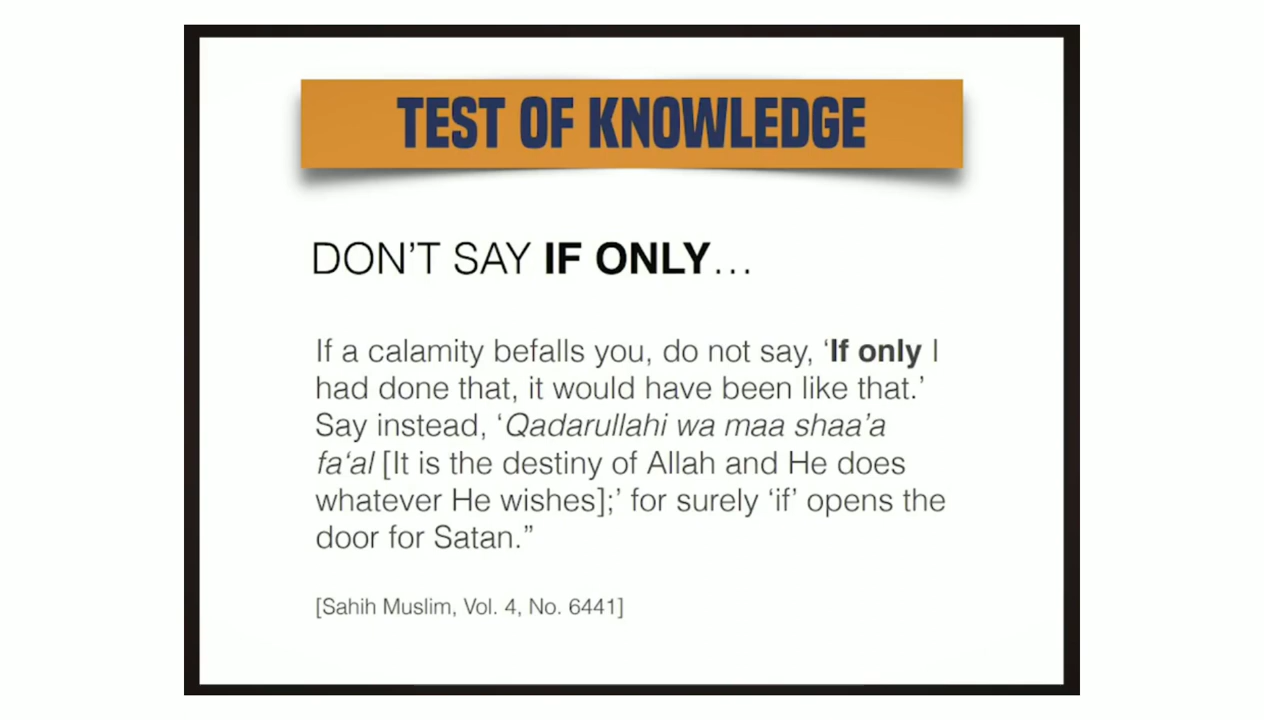 TEST OF KNOWLEDGE
DON'T SAY IF ONLY…
If a calamity befalls you, do not say, ‘If only I
had done that, it would have been like that.’
Say instead, ‘Qadarullahi wa maa shaa’a
fa‘al [It is the destiny of Allah and He does
whatever He wishes];’ for surely ‘if’ opens the
door for Satan.”
[Sahih Muslim, Vol. 4, No. 6441]